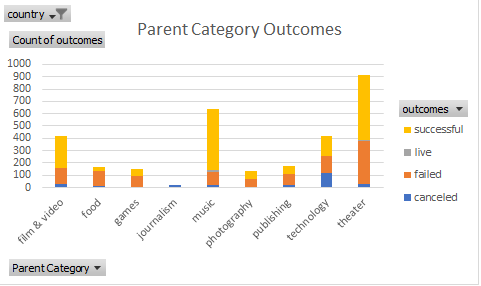 country
Count of outcomes
Parent Category Outcomes
1000
900
800
700
600
500
400
300
200
100
0
film & video
food
games
journalism
music
photography
publishing
technology
theater
outcomes
successful
live
failed
canceled
Parent Category